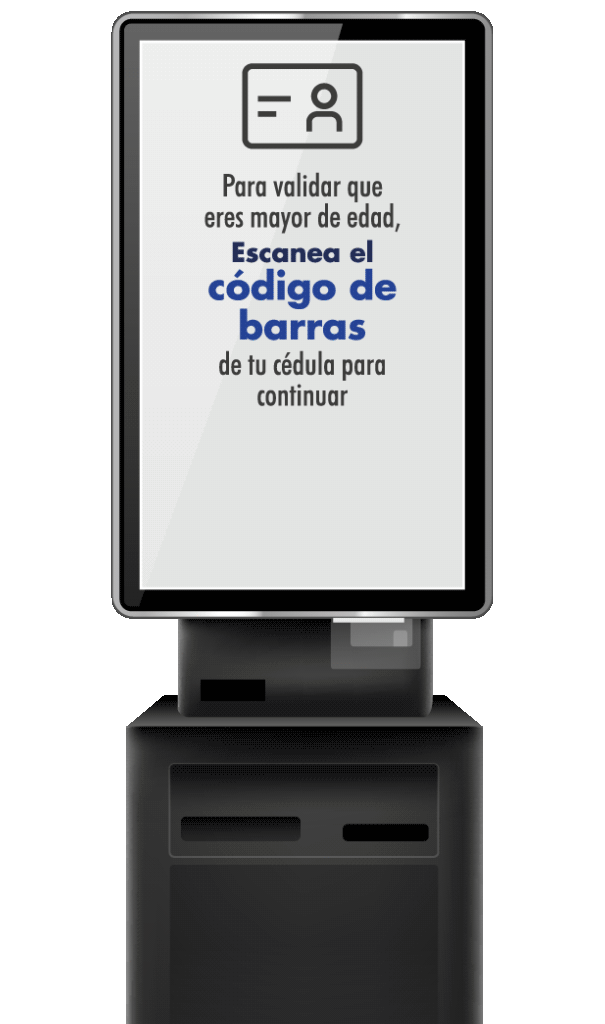 Para validar que
eres mayor de edad,
Escanea el
código de
barras
de tu cédula para
continuar